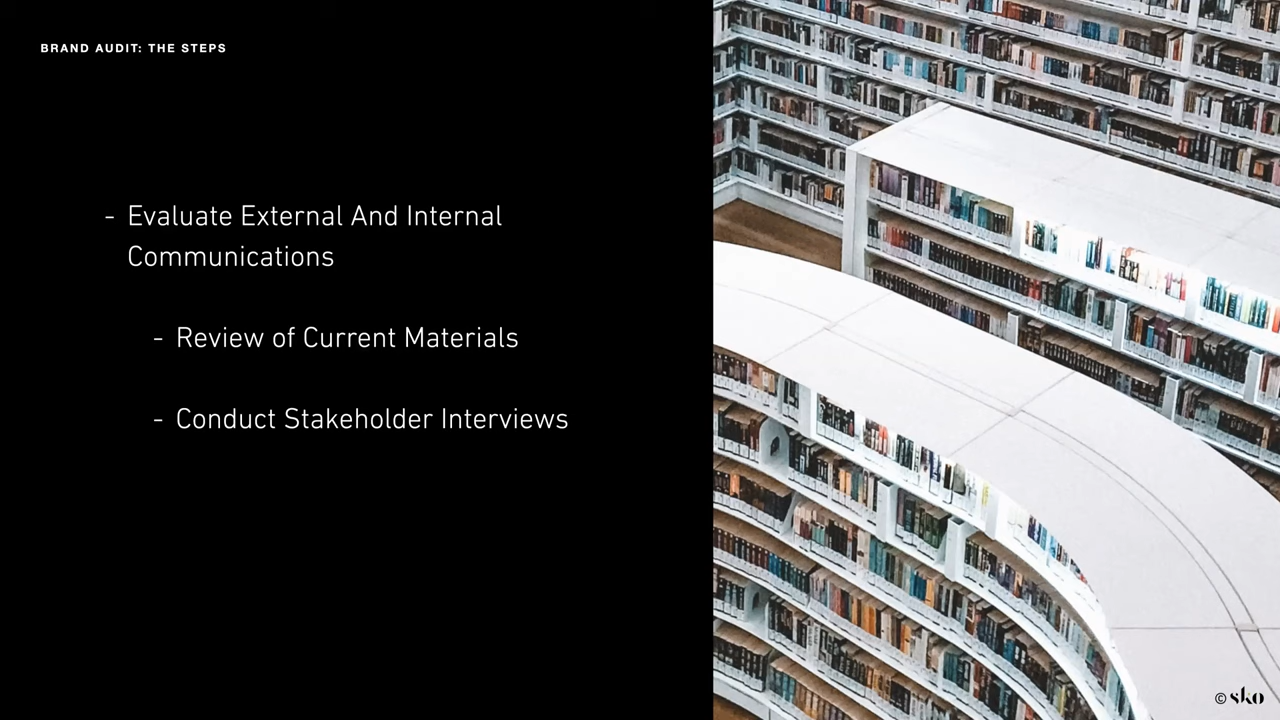 BRAND AUDIT: THE STEPS
- Evaluate External And Internal
Communications
- Review of Current Materials
- Conduct Stakeholder Interviews
© sko